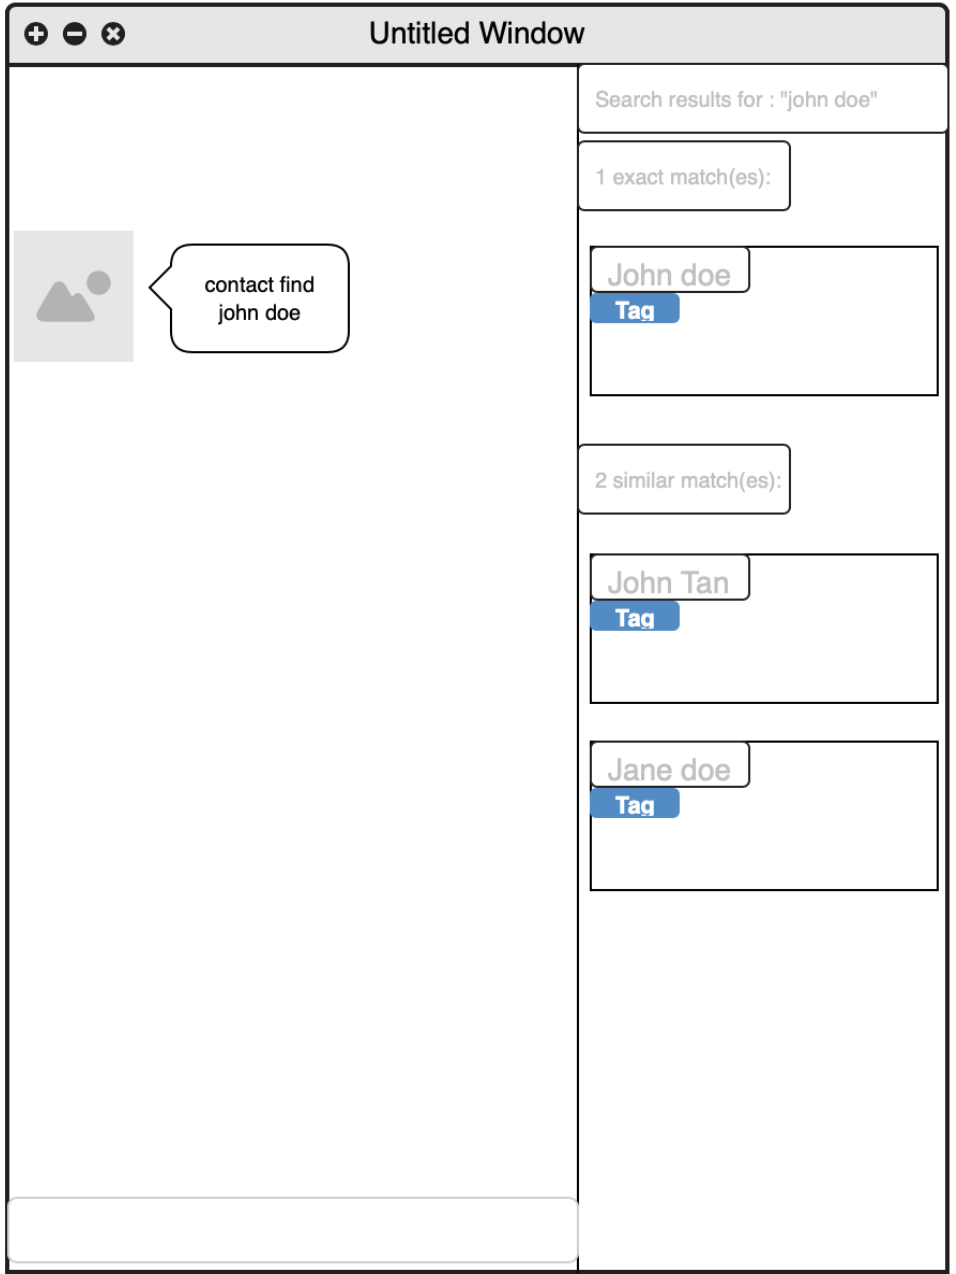 Untitled Window
Search results for : "john doe"
1 exact match(es):
contact find
john doe
John doe
Tag
2 similar match(es):
John Tan
Tag
Jane doe
Tag